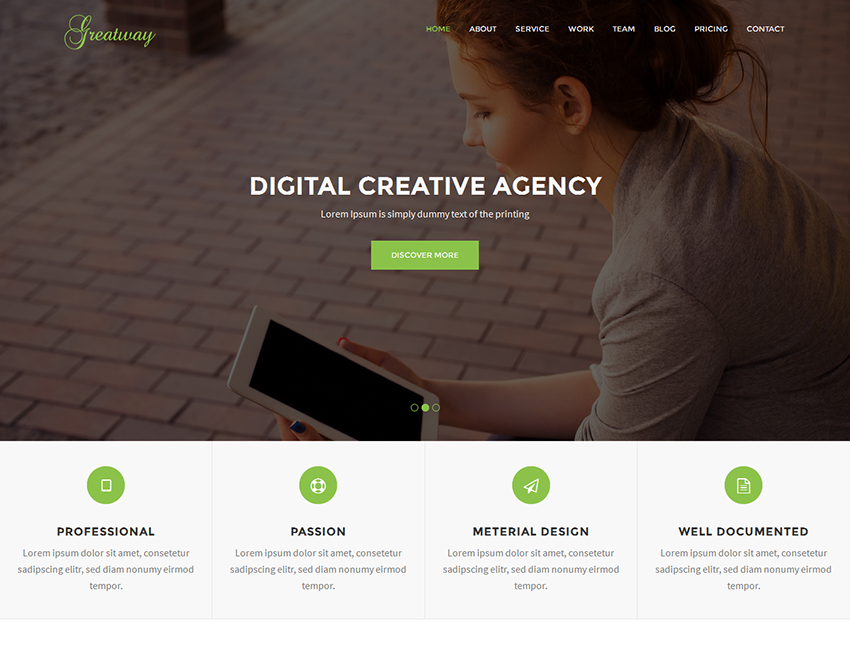 Greatway
HOME ABOUT SERVICE WORK TEAM BLOG PRICING CONTACT
DIGITAL CREATIVE AGENCY
Lorem Ipsum is simply dummy text of the printing
DISCOVER MORE
PROFESSIONAL
Lorem ipsum dolor sit amet, consetetur
sadipscing elitr, sed diam nonumy eirmod
tempor.
PASSION
Lorem ipsum dolor sit amet, consetetur
sadipscing elitr, sed diam nonumy eirmod
tempor.
METERIAL DESIGN
Lorem ipsum dolor sit amet, consetetur
sadipscing elitr, sed diam nonumy eirmod
tempor.
WELL DOCUMENTED
Lorem ipsum dolor sit amet, consetetur
sadipscing elitr, sed diam nonumy eirmod
tempor.